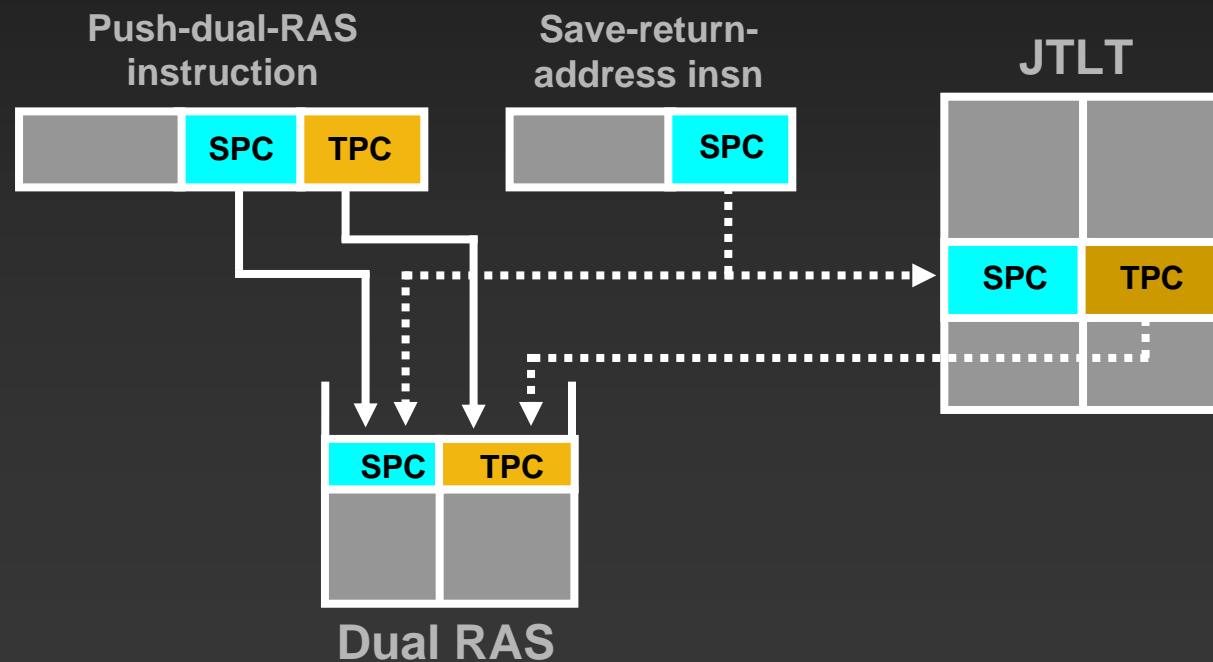 Push-dual-RAS
instruction
Save-return-
address insn
JTLT
SPC TPC
SPC
SPC TPC
SPC TPC
Dual RAS